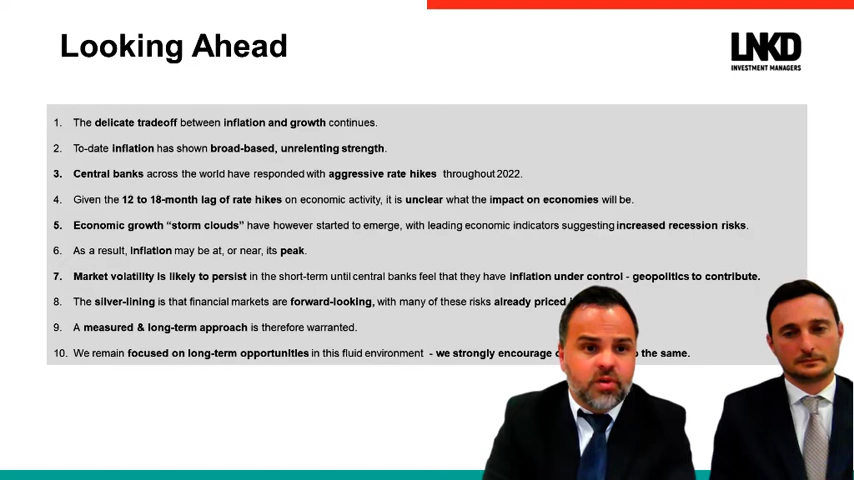 Looking Ahead
LNKD
INVESTMENT MANAGERS
1. The delicate tradeoff between inflation and growth continues.
2. To-date inflation has shown broad-based, unrelenting strength.
3. Central banks across the world have responded with aggressive rate hikes throughout 2022.
4. Given the 12 to 18-month lag of rate hikes on economic activity, it is unclear what the impact on economies will be.
5. Economic growth “storm clouds” have however started to emerge, with leading economic indicators suggesting increased recession risks.
6. As a result, inflation may be at, or near, its peak.
7. Market volatility is likely to persist in the short-term until central banks feel that they have inflation under control - geopolitics to contribute.
8. The silver-lining is that financial markets are forward-looking, with many of these risks already priced
9. A measured & long-term approach is therefore warranted.
10. We remain focused on long-term opportunities in this fluid environment - we strongly encourage the same.